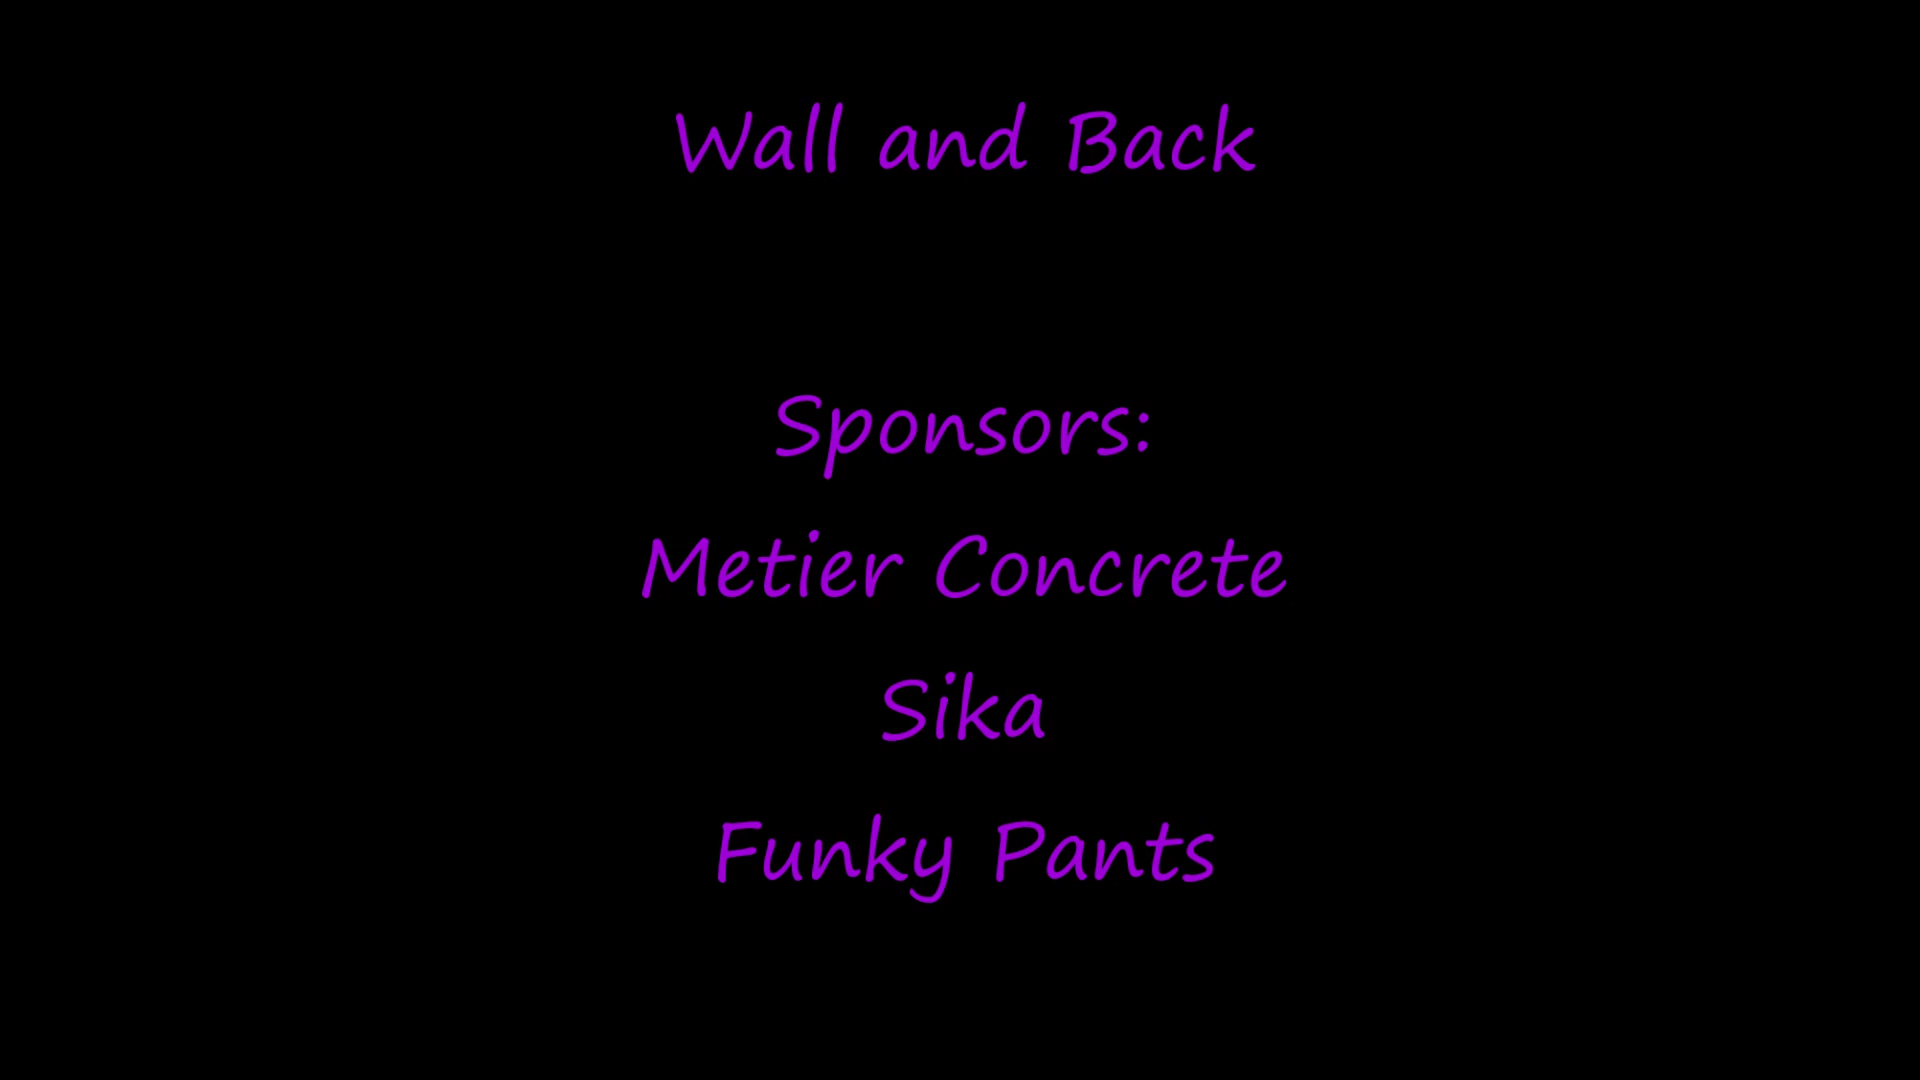 Wall and Back
Sponsors:
Metier Concrete
Sika
Funky Pants